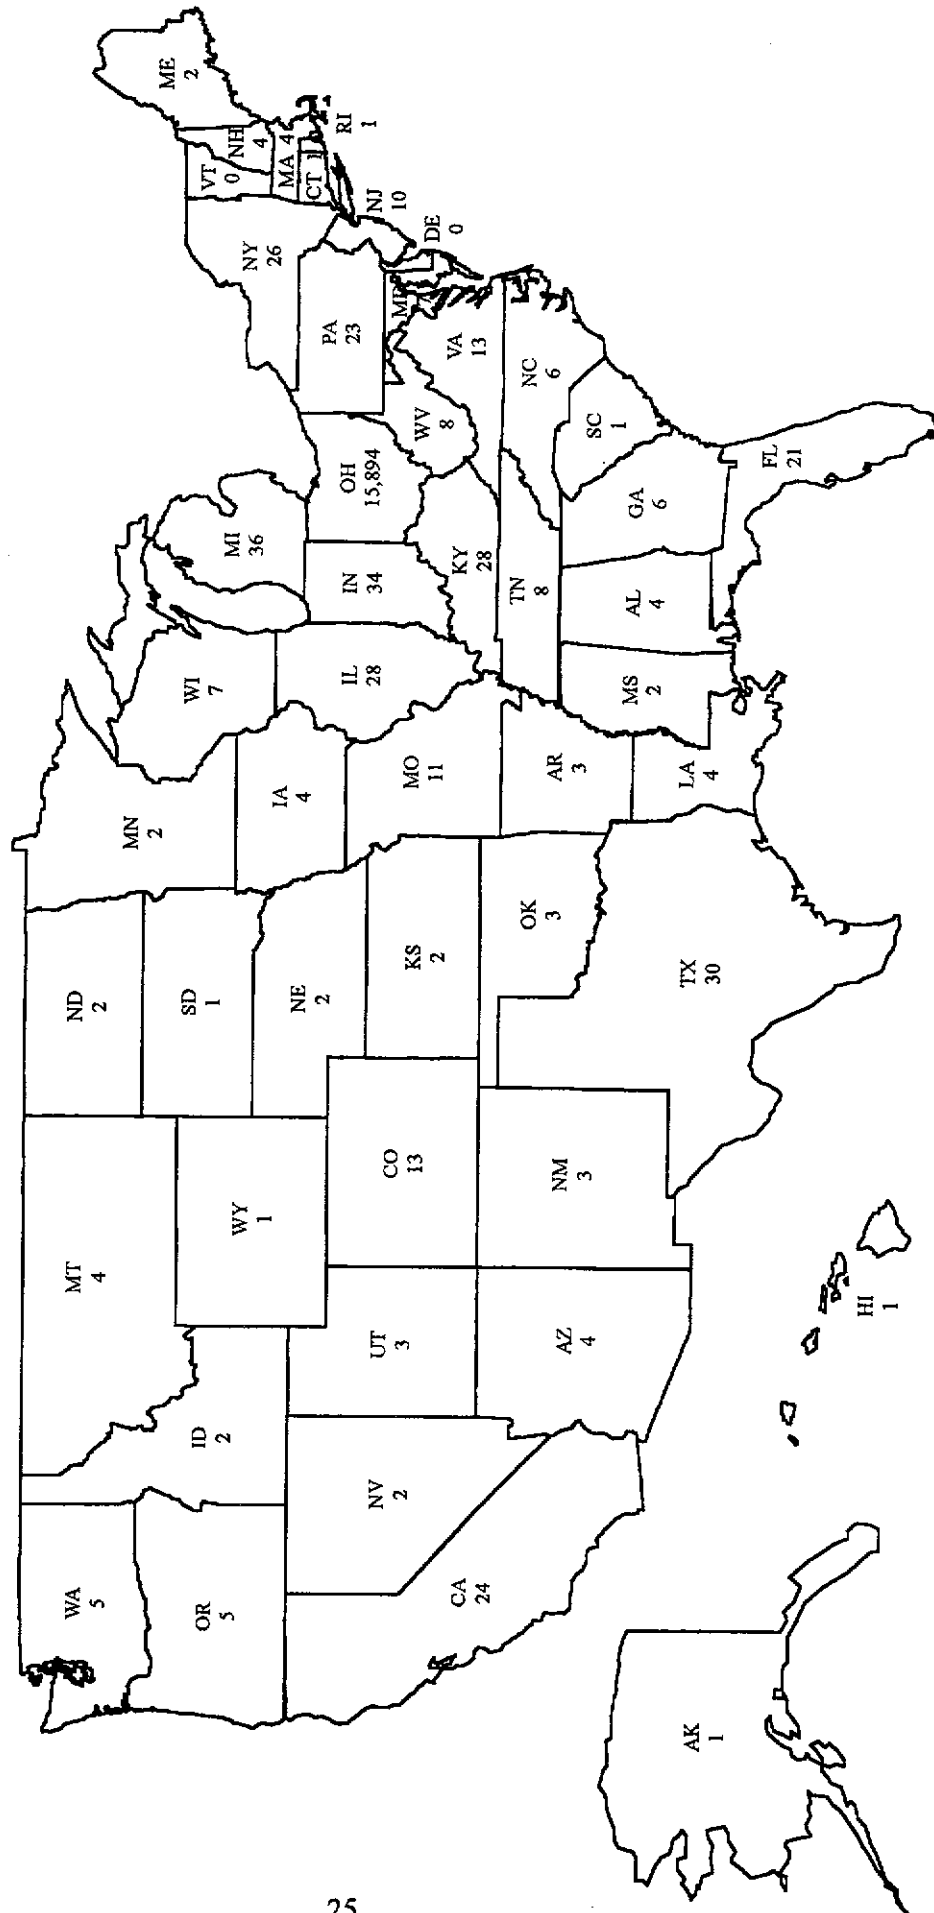 WA
5
OR
5
CA
24
NV
2
ID
2
MT
4
WY
1
UT
3
AZ
4
CO
13
NM
3
ND
2
SD
1
NE
2
KS
2
OK
3
TX
30
MN
2
IA
4
MO
11
AR
3
LA
4
WI
7
IL
28
MS
2
MI
36
IN
34
KY
28
TN
8
AL
4
OH
15,894
WV
8
GA
6
FL
21
SC
1
NC
6
VA
13
PA
23
NY
26
VT
0
NH
4
ME
2
MA 4
CT 1
RI
1
NJ
10
DE
0
AK
1
HI
1
25